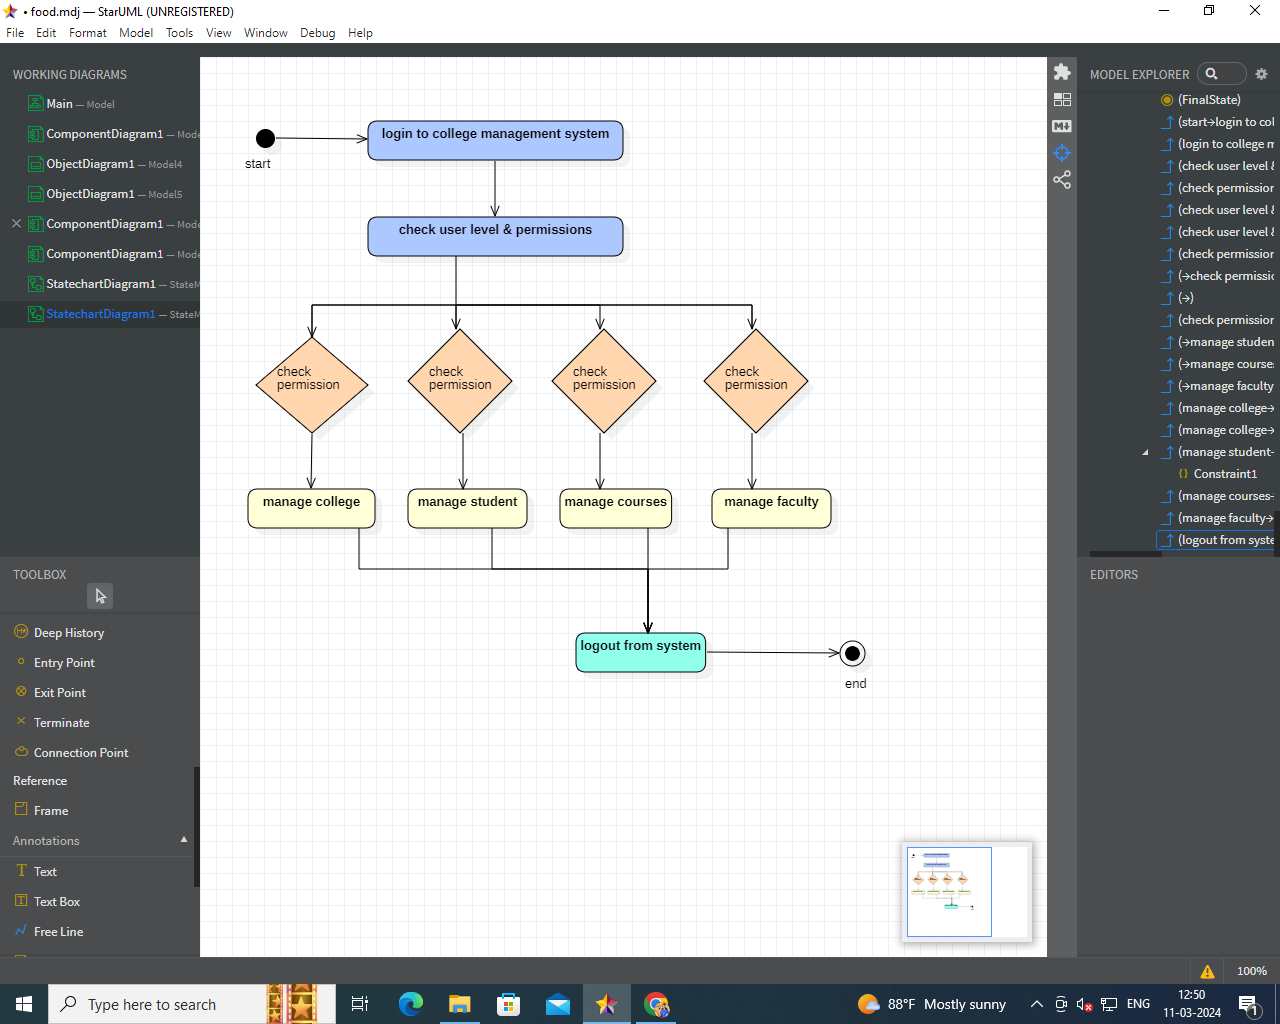 • food.mdj — StarUML (UNREGISTERED)
File Edit Format Model Tools View Window Debug Help
WORKING DIAGRAMS
Main — Model
ComponentDiagram1 — Mode
ObjectDiagram1 — Model4
ObjectDiagram1 — Model5
ComponentDiagram1 — Mode
ComponentDiagram1 — Mode
StatechartDiagram1 — StateM
StatechartDiagram1 — StateM
TOOLBOX
Deep History
Entry Point
Exit Point
Terminate
Connection Point
Reference
Frame
Annotations
Text
Text Box
Free Line
start
login to college management system
check user level & permissions
check
permission
check
permission
check
permission
check
permission
manage college
manage student
manage courses
manage faculty
logout from system
end
MODEL EXPLORER
(FinalState)
(start→login to col
(login to college m
(check user level &
(check permission
(check user level &
(check user level &
(check permission
(→check permissio
(→)
(check permission
(→manage studen
(→manage course
(→manage faculty
(manage college→
(manage college→
(manage student-
{} Constraint1
(manage courses-
(manage faculty→
(logout from syste
EDITORS
100%
Type here to search
88°F Mostly sunny
ENG
12:50
11-03-2024
1